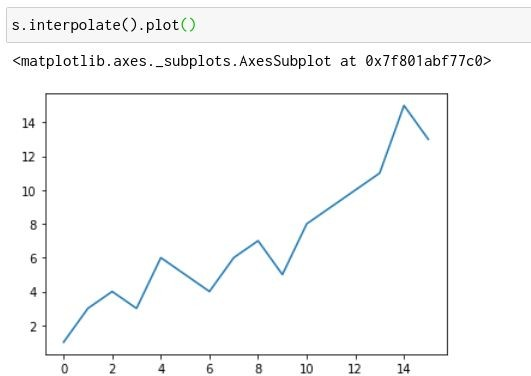 s.interpolate().plot()
<matplotlib.axes._subplots.AxesSubplot at 0x7f801abf77c0>
14
12
10
8
6
4
2
0 2 4 6 8 10 12 14